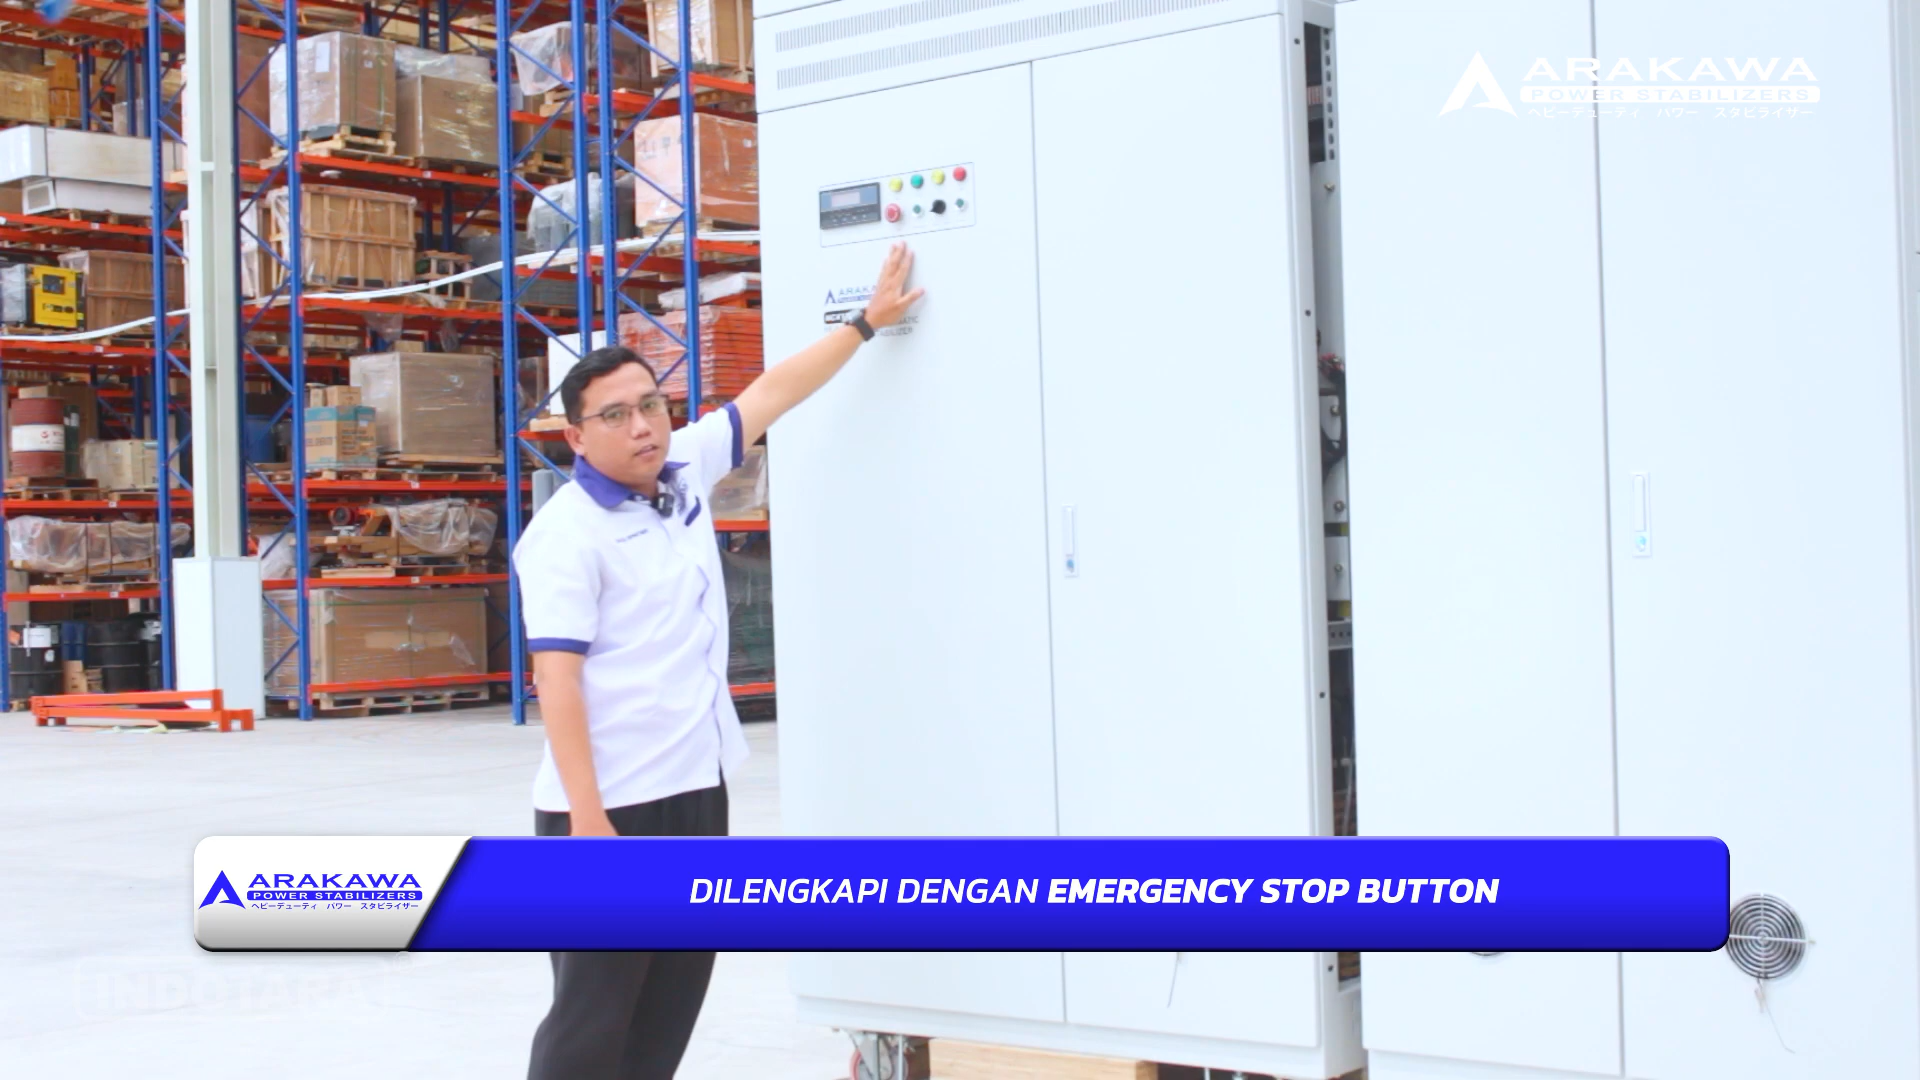 ARAKAWA
POWER STABILIZERS
ヘビーデューティ パワー スタビライザー
DILENGKAPI DENGAN EMERGENCY STOP BUTTON
ARAKAWA
POWER STABILIZERS
ヘビーデューティ パワー スタビライザー
INDOTARA